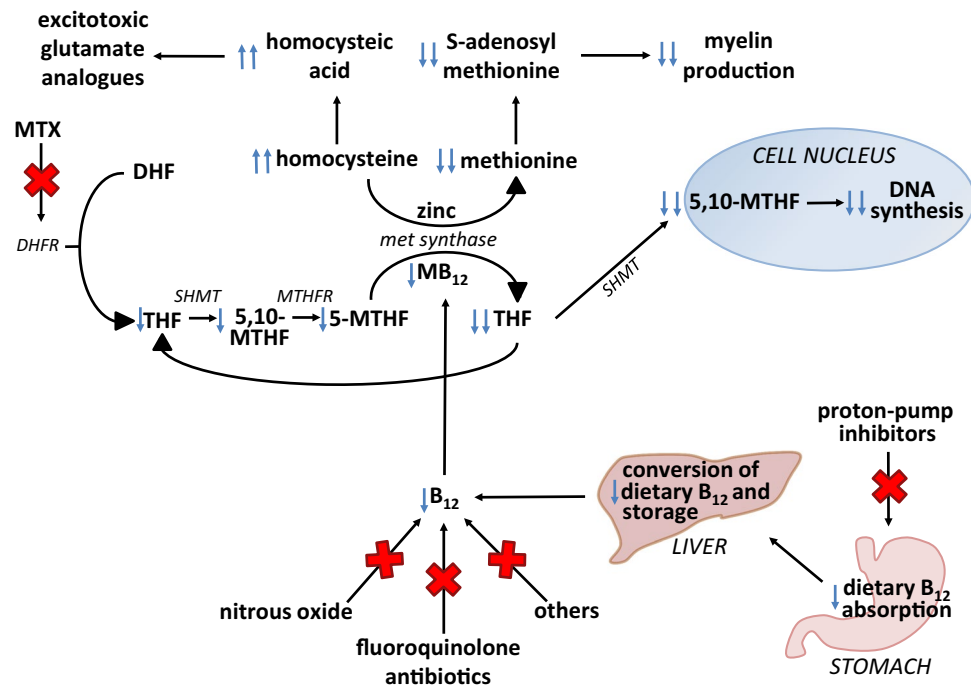 excitotoxic
glutamate
analogues
homocysteic
acid
S-adenosyl
methionine
myelin
production
MTX
DHF
homocysteine
methionine
CELL NUCLEUS
5,10-MTHF
DNA
synthesis
zinc
met synthase
DHFR
MB12
SHMT
THF
SHMT
5,10-
MTHF
MTHFR
5-MTHF
THF
proton-pump
inhibitors
conversion of
dietary B12 and
storage
LIVER
B12
dietary B12
absorption
STOMACH
nitrous oxide
others
fluoroquinolone
antibiotics